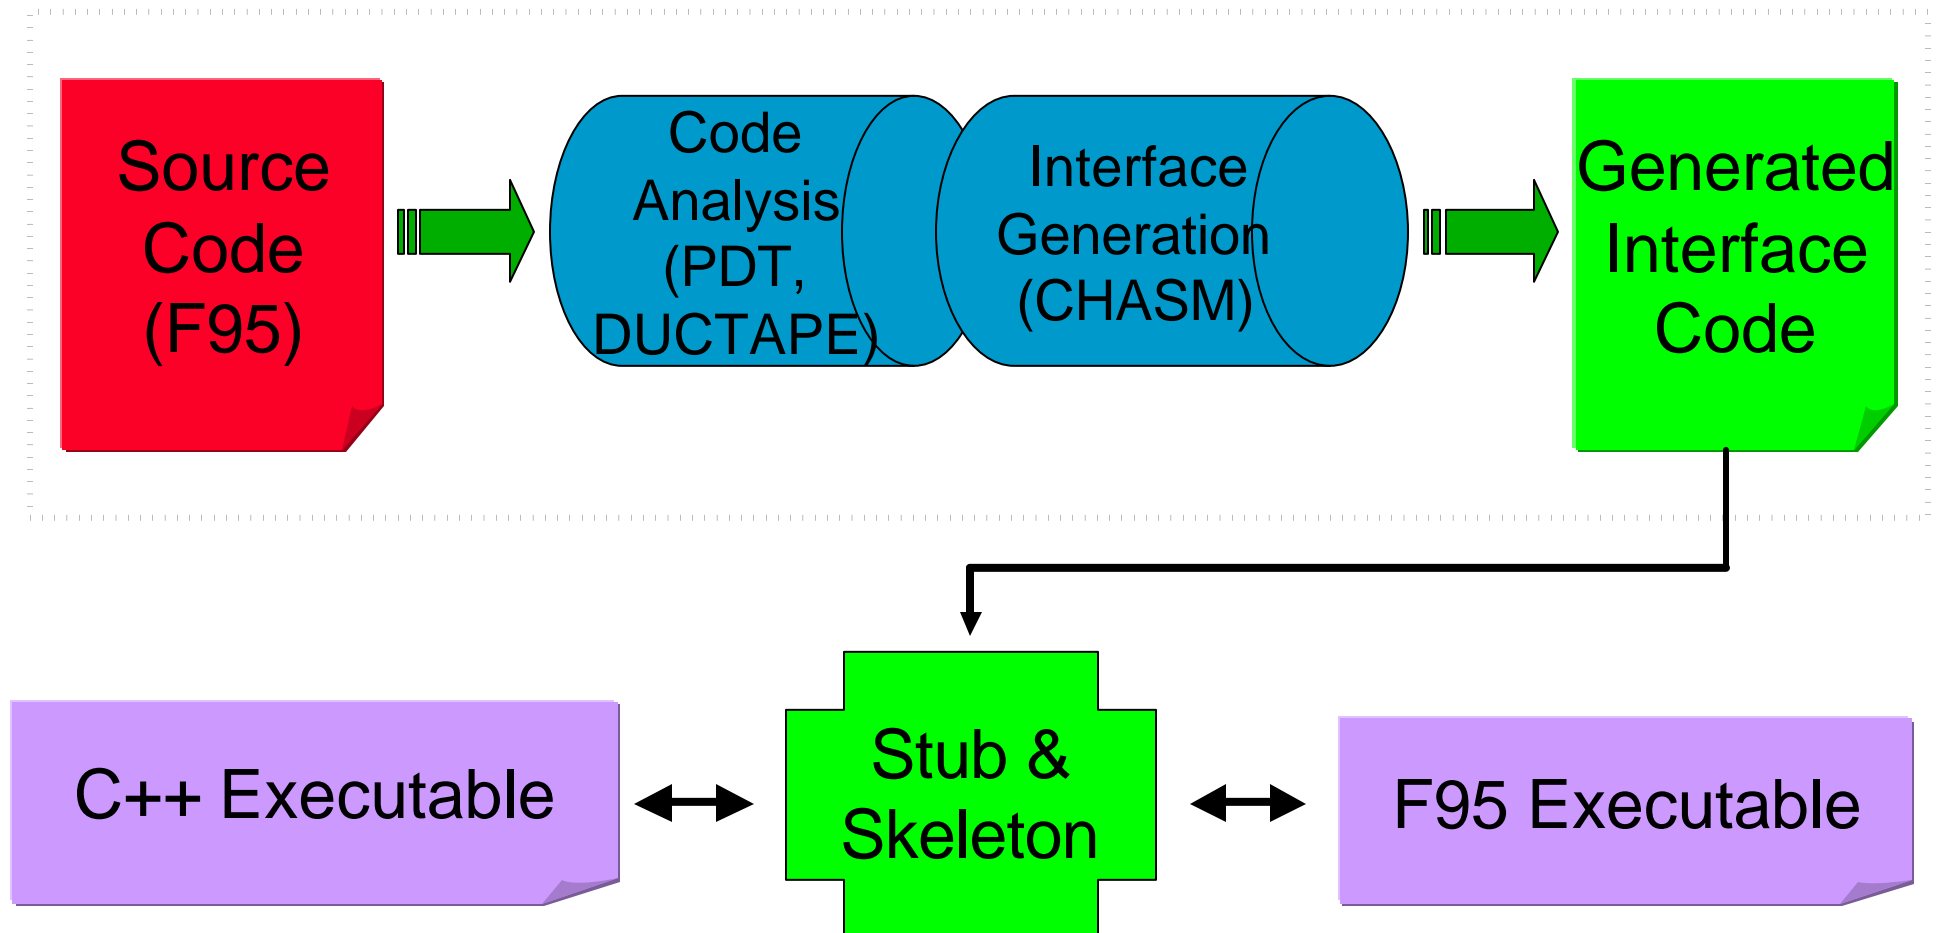 Source
Code
(F95)
Code
Analysis
(PDT,
DUCTAPE)
Interface
Generation
(CHASM)
Generated
Interface
Code
C++ Executable
Stub &
Skeleton
F95 Executable